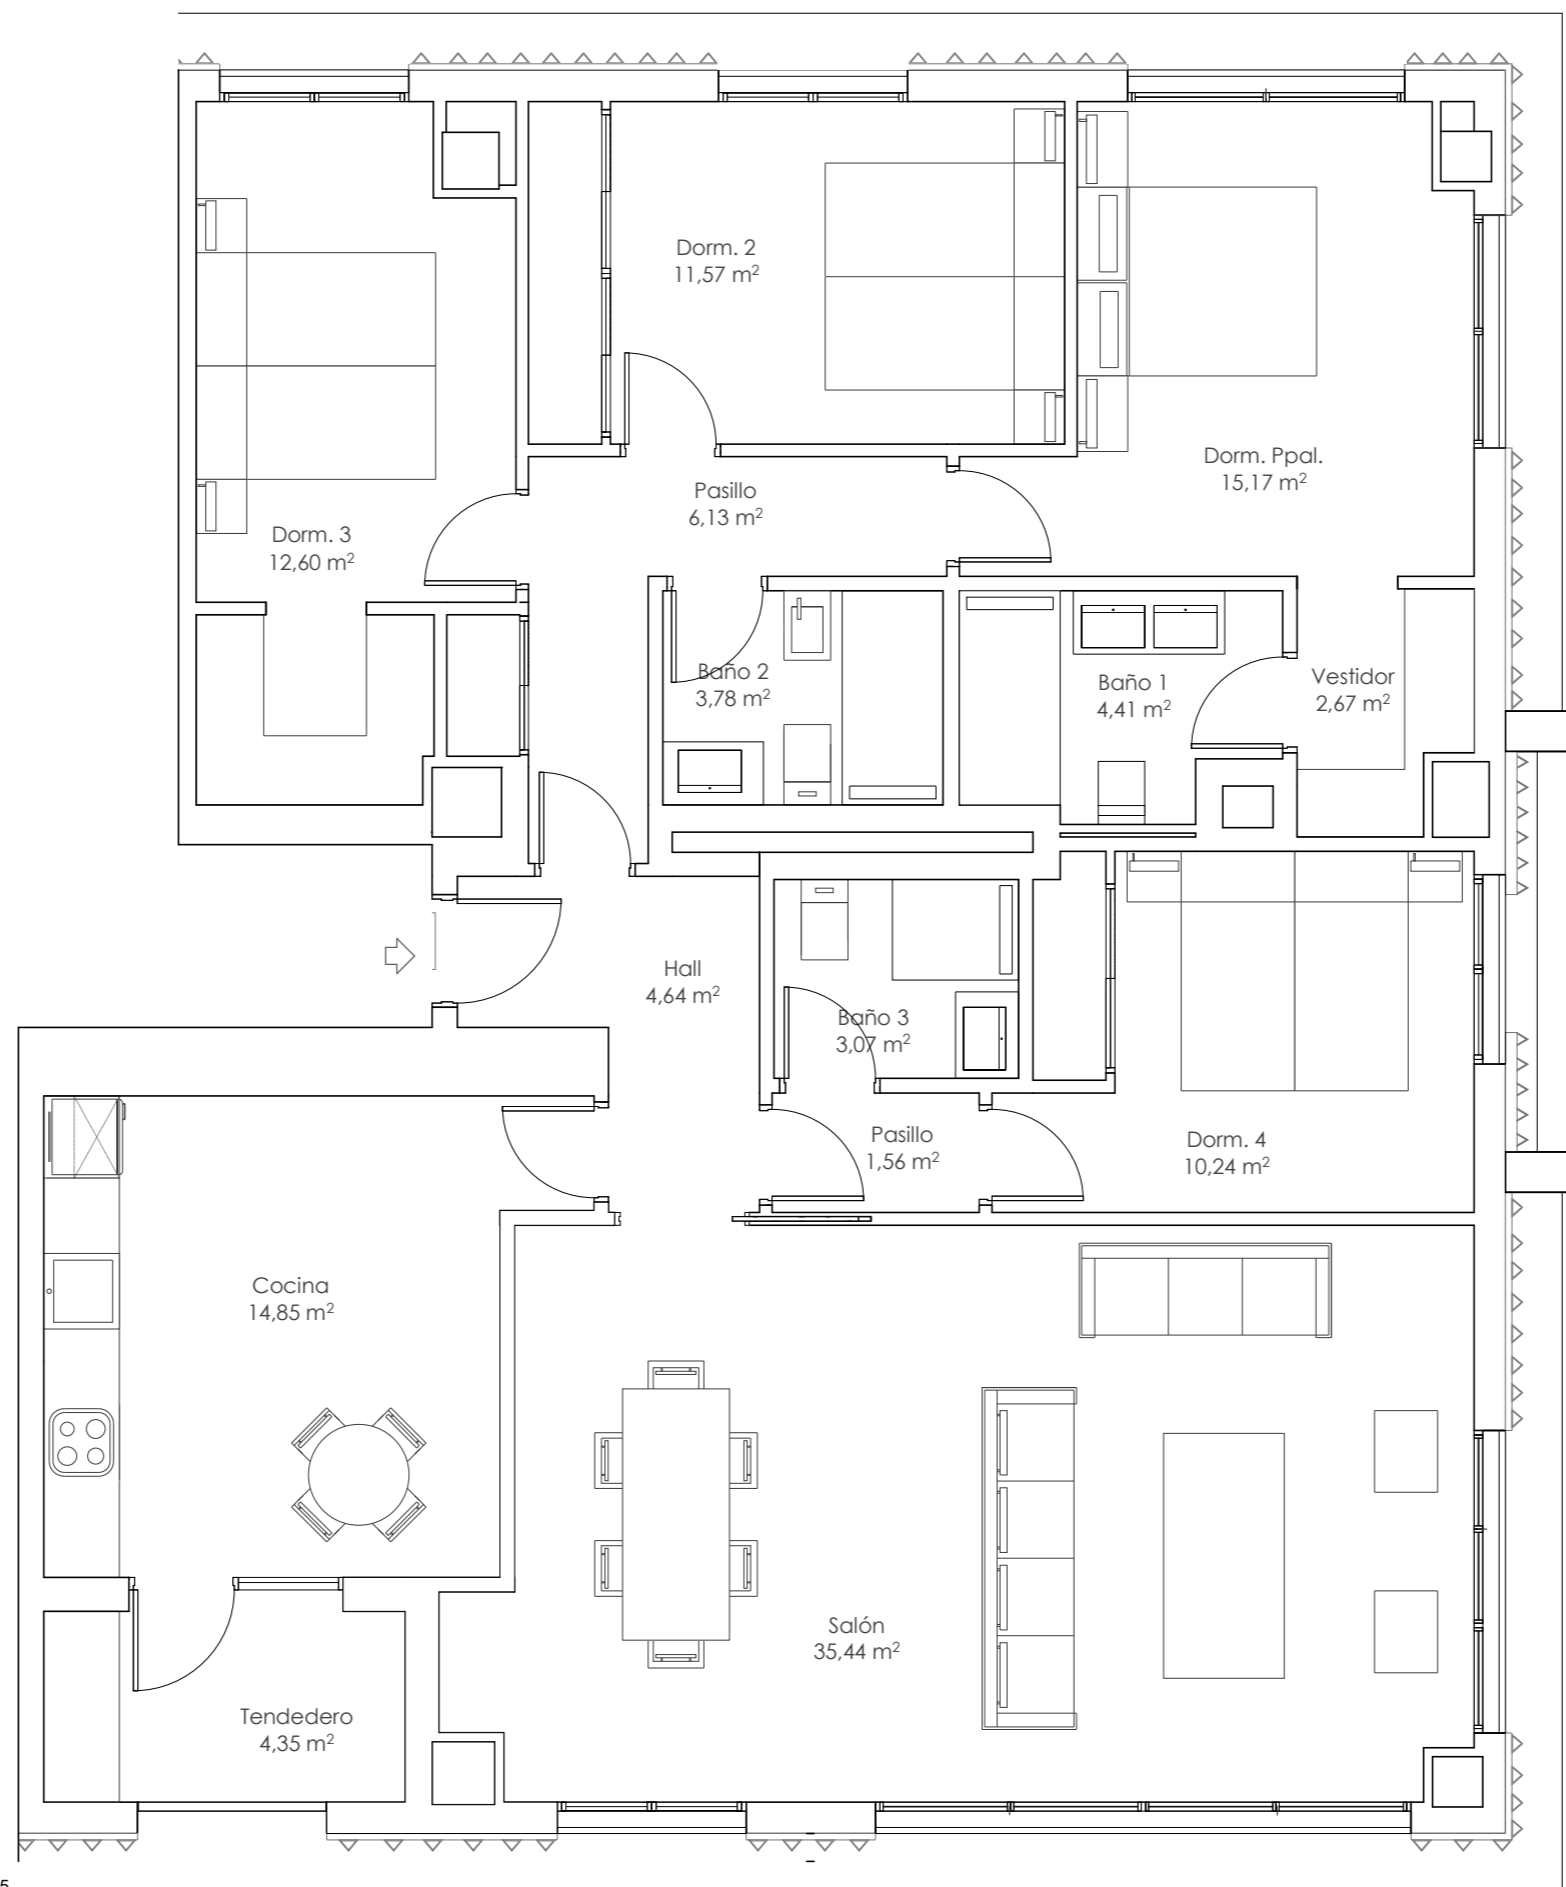 Dorm. 2
11,57 m²
Dorm. Ppal.
15,17 m²
Pasillo
6,13 m²
Dorm. 3
12,60 m²
Baño 2
3,78 m²
Baño 1
4,41 m²
Vestidor
2,67 m²
Hall
4,64 m²
Baño 3
3,07 m²
Pasillo
1,56 m²
Dorm. 4
10,24 m²
Cocina
14,85 m²
Salón
35,44 m²
Tendedero
4,35 m²